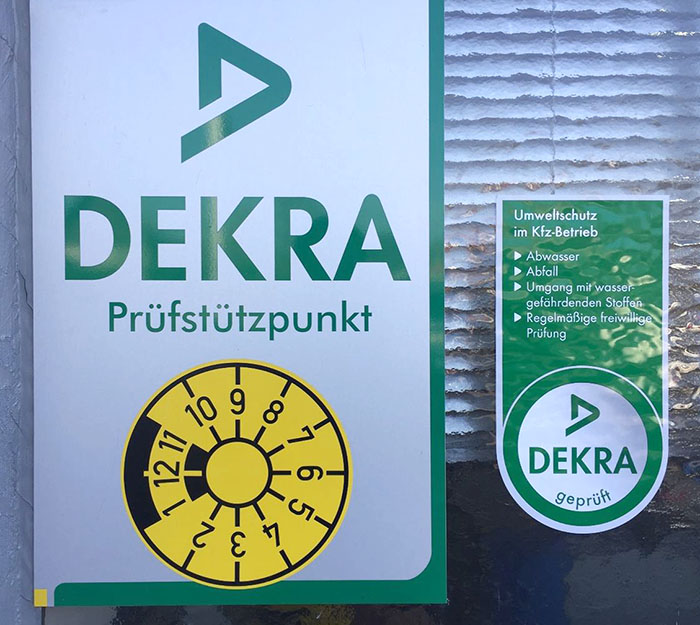 DEKRA
Prüfstützpunkt
1 2 3 4 5 6 7 8 9 10 11 12
Umweltschutz
im Kfz-Betrieb
Abwasser
Abfall
Umgang mit wasser-
gefährdenden Stoffen
Regelmäßige freiwillige
Prüfung
DEKRA
geprüft